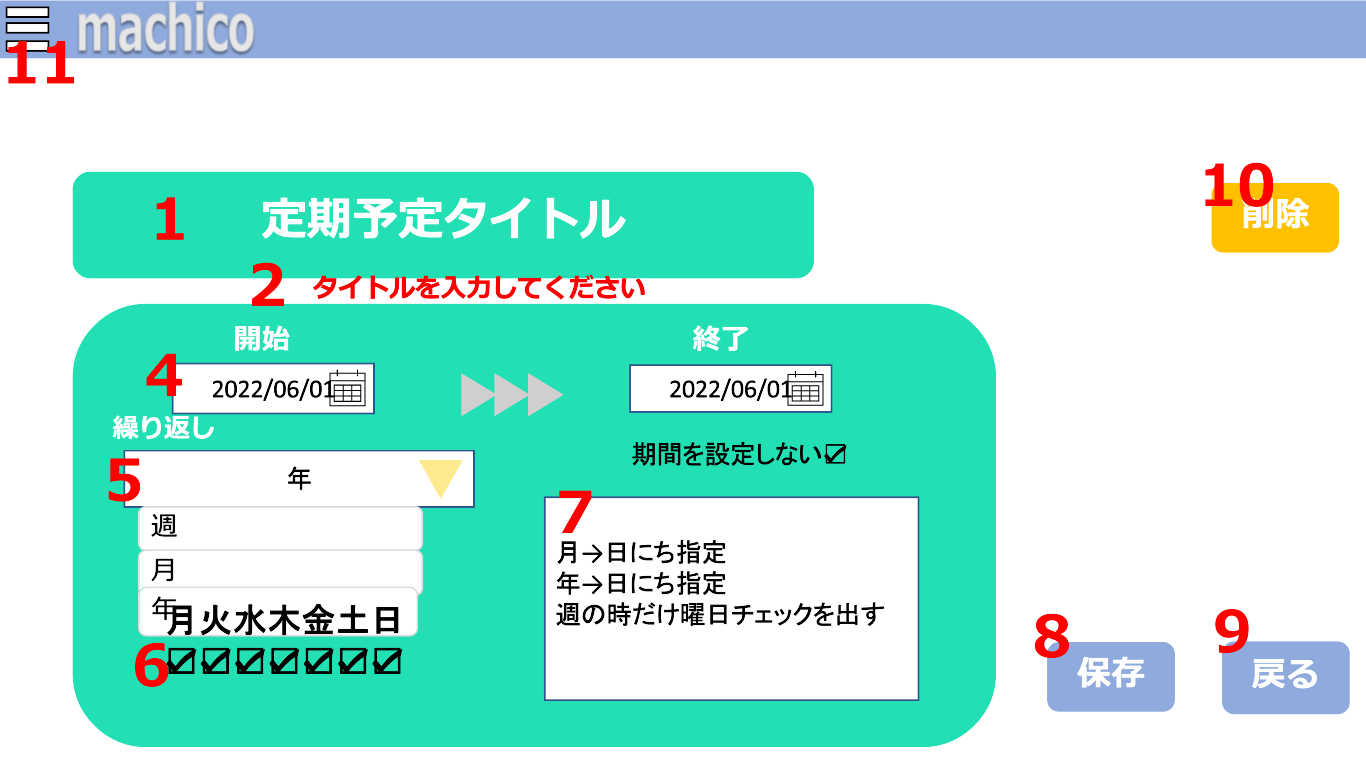 machico
11
1 定期予定タイトル
10
削除
2 タイトルを入力してください
開始
終了
4 2022/06/01
2022/06/01
繰り返し
期間を設定しない☑
5 年
週
月
年
月火水木金土日
6 ☑☑☑☑☑☑☑
7
月→日にち指定
年→日にち指定
週の時だけ曜日チェックを出す
8 保存
9 戻る